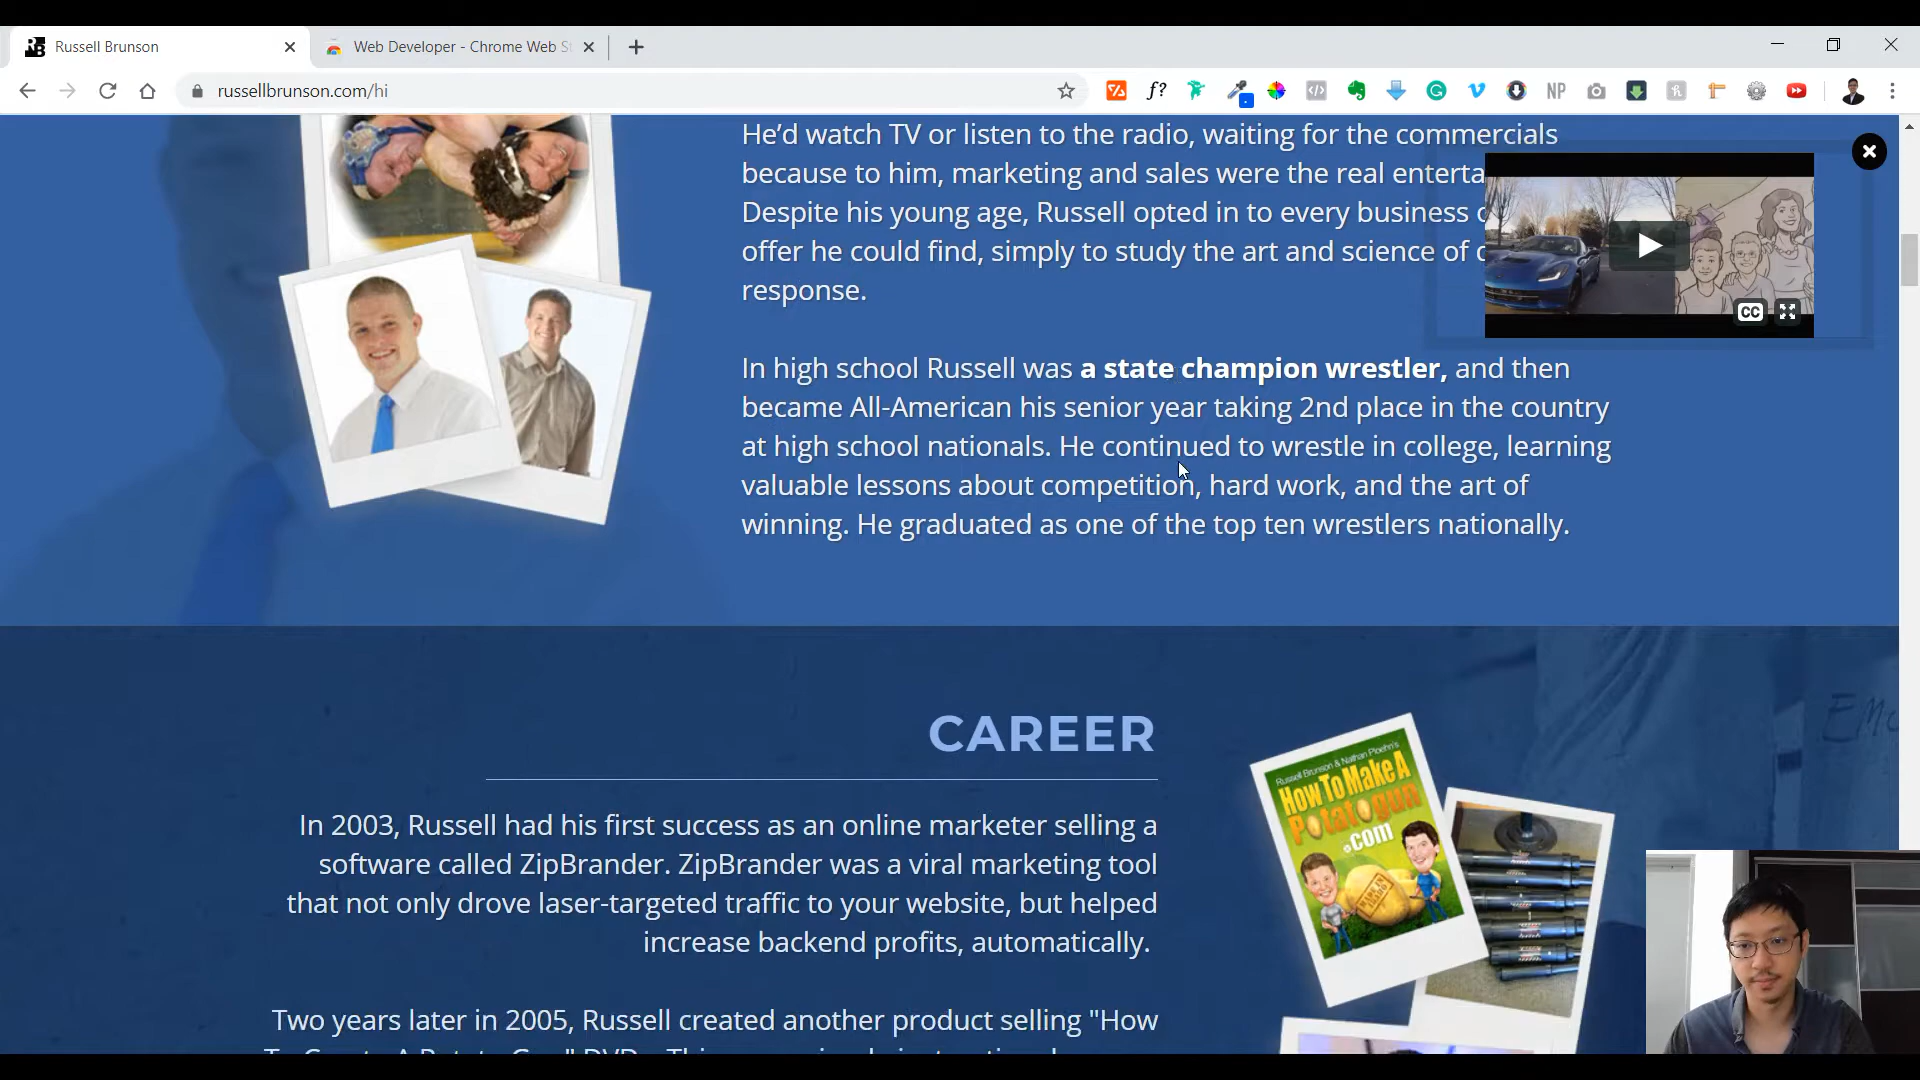 Russell Brunson
Web Developer - Chrome Web
russellbrunson.com/hi
f?
NP
He’d watch TV or listen to the radio, waiting for the commercials
because to him, marketing and sales were the real
Despite his young age, Russell opted in to every business
offer he could find, simply to study the art and science of
response.
CC
In high school Russell was a state champion wrestler, and then
became All-American his senior year taking 2nd place in the country
at high school nationals. He continued to wrestle in college, learning
valuable lessons about competition, hard work, and the art of
winning. He graduated as one of the top ten wrestlers nationally.
CAREER
In 2003, Russell had his first success as an online marketer selling a
software called ZipBrander. ZipBrander was a viral marketing tool
that not only drove laser-targeted traffic to your website, but helped
increase backend profits, automatically.
Two years later in 2005, Russell created another product selling "How
Russell Brunson & Nathan Ploehn's
How To Make A
Potatogun
.com